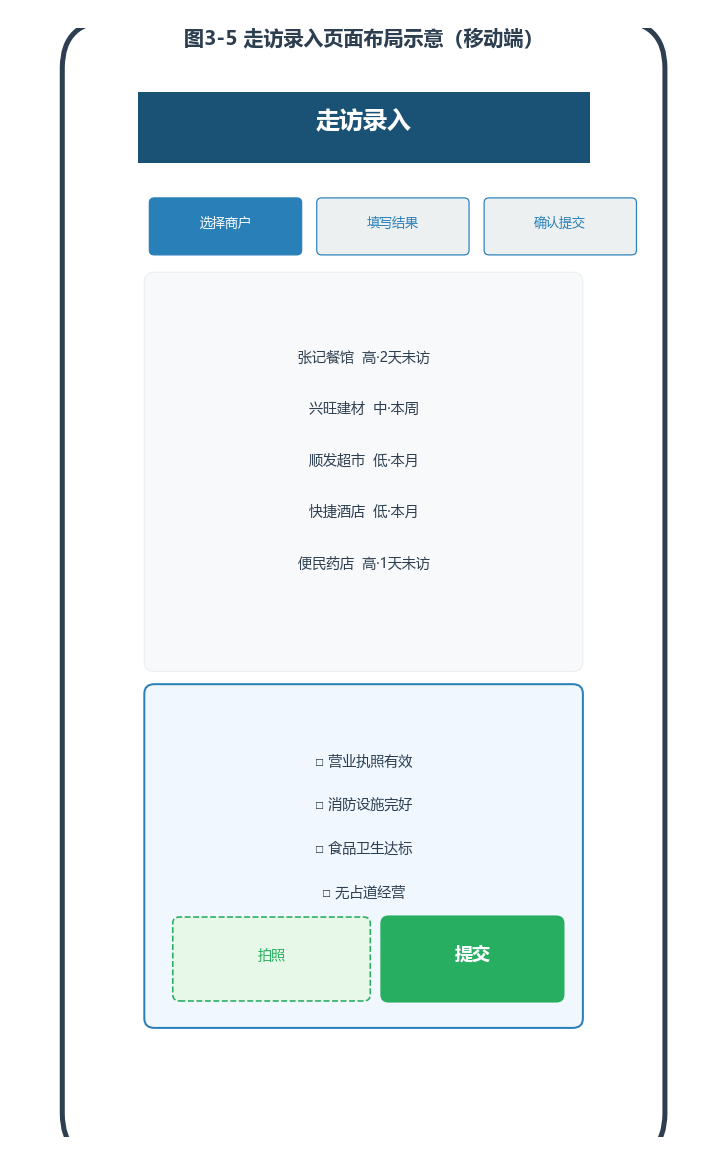 图3-5 走访录入页面布局示意（移动端）
走访录入
选择商户 填写结果 确认提交
张记餐馆 高·2天未访
兴旺建材 中·本周
顺发超市 低·本月
快捷酒店 低·本月
便民药店 高·1天未访
□ 营业执照有效
□ 消防设施完好
□ 食品卫生达标
□ 无占道经营
拍照 提交